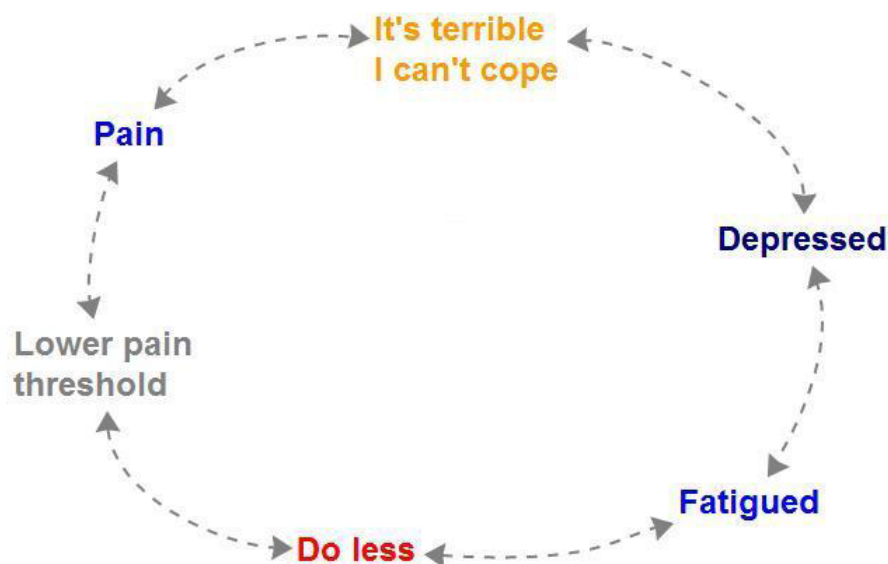 It's terrible
I can't cope
Pain
Depressed
Lower pain
threshold
Fatigued
Do less